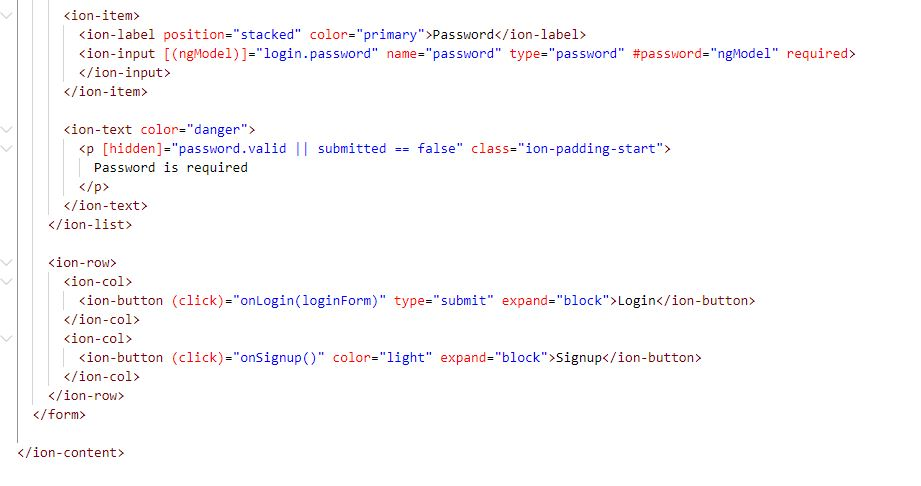 <ion-item>
<ion-label position="stacked" color="primary">Password</ion-label>
<ion-input [(ngModel)]="login.password" name="password" type="password" #password="ngModel" required>
</ion-input>
</ion-item>
<ion-text color="danger">
<p [hidden]="password.valid || submitted == false" class="ion-padding-start">
Password is required
</p>
</ion-text>
</ion-list>
<ion-row>
<ion-col>
<ion-button (click)="onLogin(loginForm)" type="submit" expand="block">Login</ion-button>
</ion-col>
<ion-col>
<ion-button (click)="onSignup()" color="light" expand="block">Signup</ion-button>
</ion-col>
</ion-row>
</form>
</ion-content>